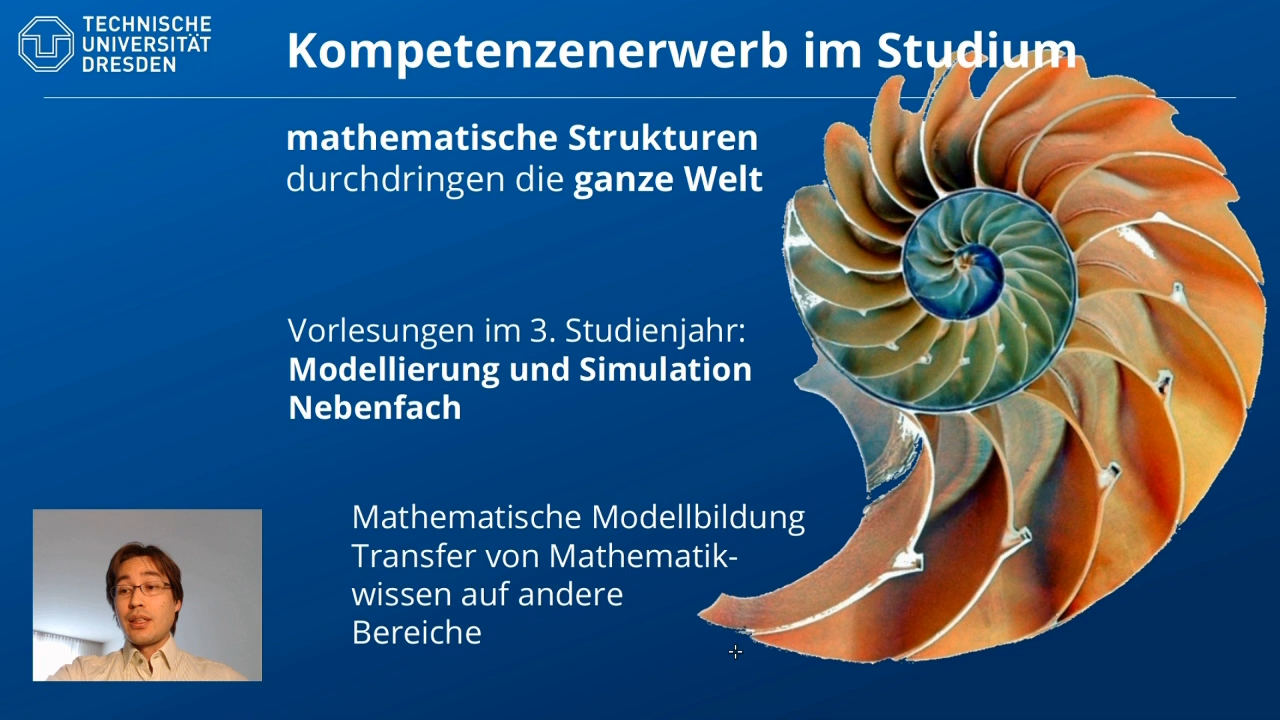 TECHNISCHE
UNIVERSITÄT
DRESDEN
Kompetenzenerwerb im Studium
mathematische Strukturen
durchdringen die ganze Welt
Vorlesungen im 3. Studienjahr:
Modellierung und Simulation
Nebenfach
Mathematische Modellbildung
Transfer von Mathematik-
wissen auf andere
Bereiche